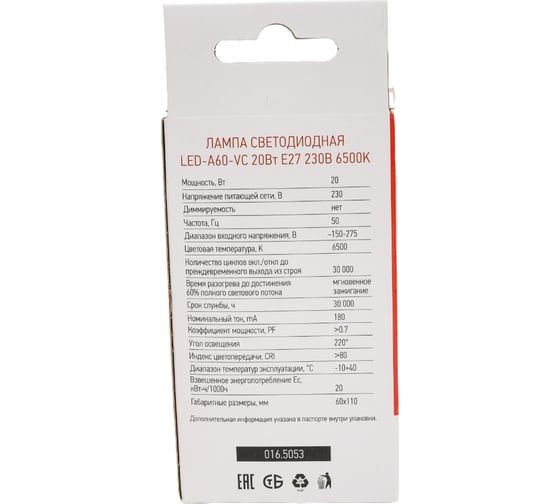 ЛАМПА СВЕТОДИОДНАЯ
LED-A60-VC 20Вт E27 230В 6500К
Мощность, Вт 20
Напряжение питающей сети, В 230
Диммируемость нет
Частота, Гц 50
Диапазон входного напряжения, В ~150-275
Цветовая температура, К 6500
Количество циклов вкл./откл до
преждевременного выхода из строя 30 000
Время разогрева до достижения мгновенное
60% полного светового потока зажигание
Срок службы, ч 30 000
Номинальный ток, mA 180
Коэффициент мощности, PF >0.7
Угол освещения 220°
Индекс цветопередачи, CRI >80
Диапазон температур эксплуатации, °С -10+40
Взвешенное энергопотребление Ес,
кВт-ч/1000ч 20
Габаритные размеры, мм 60х110
Дополнительная информация указана в паспорте внутри упаковки.
016.5053
ЕАС СГБ